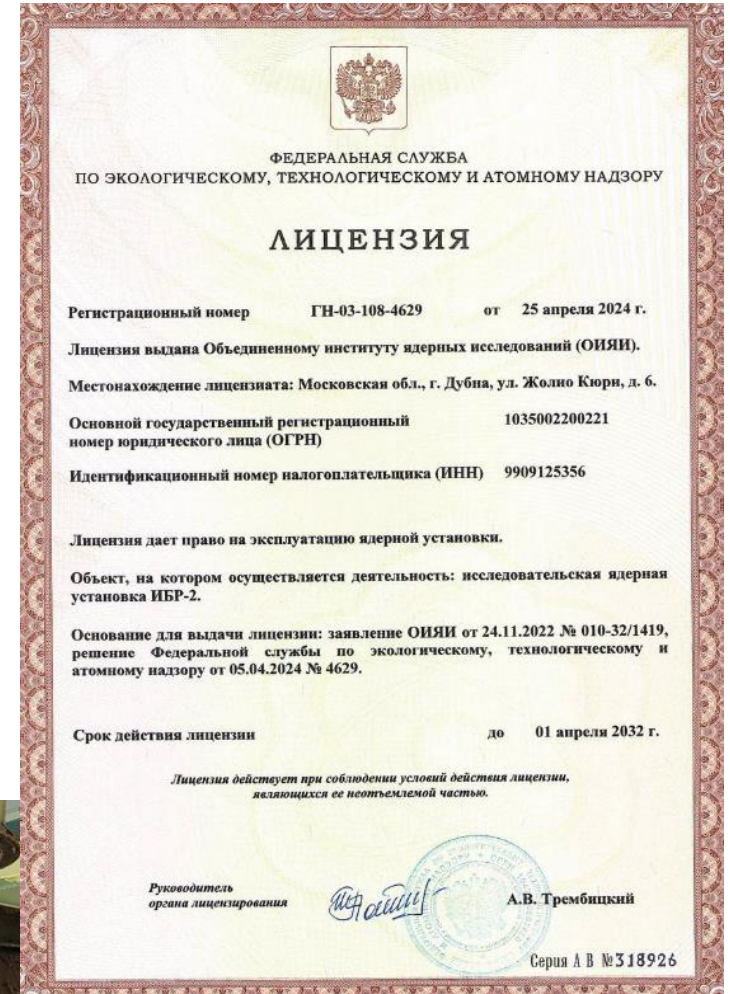 ФЕДЕРАЛЬНАЯ СЛУЖБА
ПО ЭКОЛОГИЧЕСКОМУ, ТЕХНОЛОГИЧЕСКОМУ И АТОМНОМУ НАДЗОРУ
ЛИЦЕНЗИЯ
Регистрационный номер ГН-03-108-4629 от 25 апреля 2024 г.
Лицензия выдана Объединенному институту ядерных исследований (ОИЯИ).
Местонахождение лицензиата: Московская обл., г. Дубна, ул. Жолио Кюри, д. 6.
Основной государственный регистрационный 1035002200221
номер юридического лица (ОГРН)
Идентификационный номер налогоплательщика (ИНН) 9909125356
Лицензия дает право на эксплуатацию ядерной установки.
Объект, на котором осуществляется деятельность: исследовательская ядерная
установка ИБР-2.
Основание для выдачи лицензии: заявление ОИЯИ от 24.11.2022 № 010-32/1419,
решение Федеральной службы по экологическому, технологическому и
атомному надзору от 05.04.2024 № 4629.
Срок действия лицензии до 01 апреля 2032 г.
Лицензия действует при соблюдении условий действия лицензии,
являющихся ее неотъемлемой частью.
Руководитель
органа лицензирования А.В. Трембицкий
Серия А В №318926